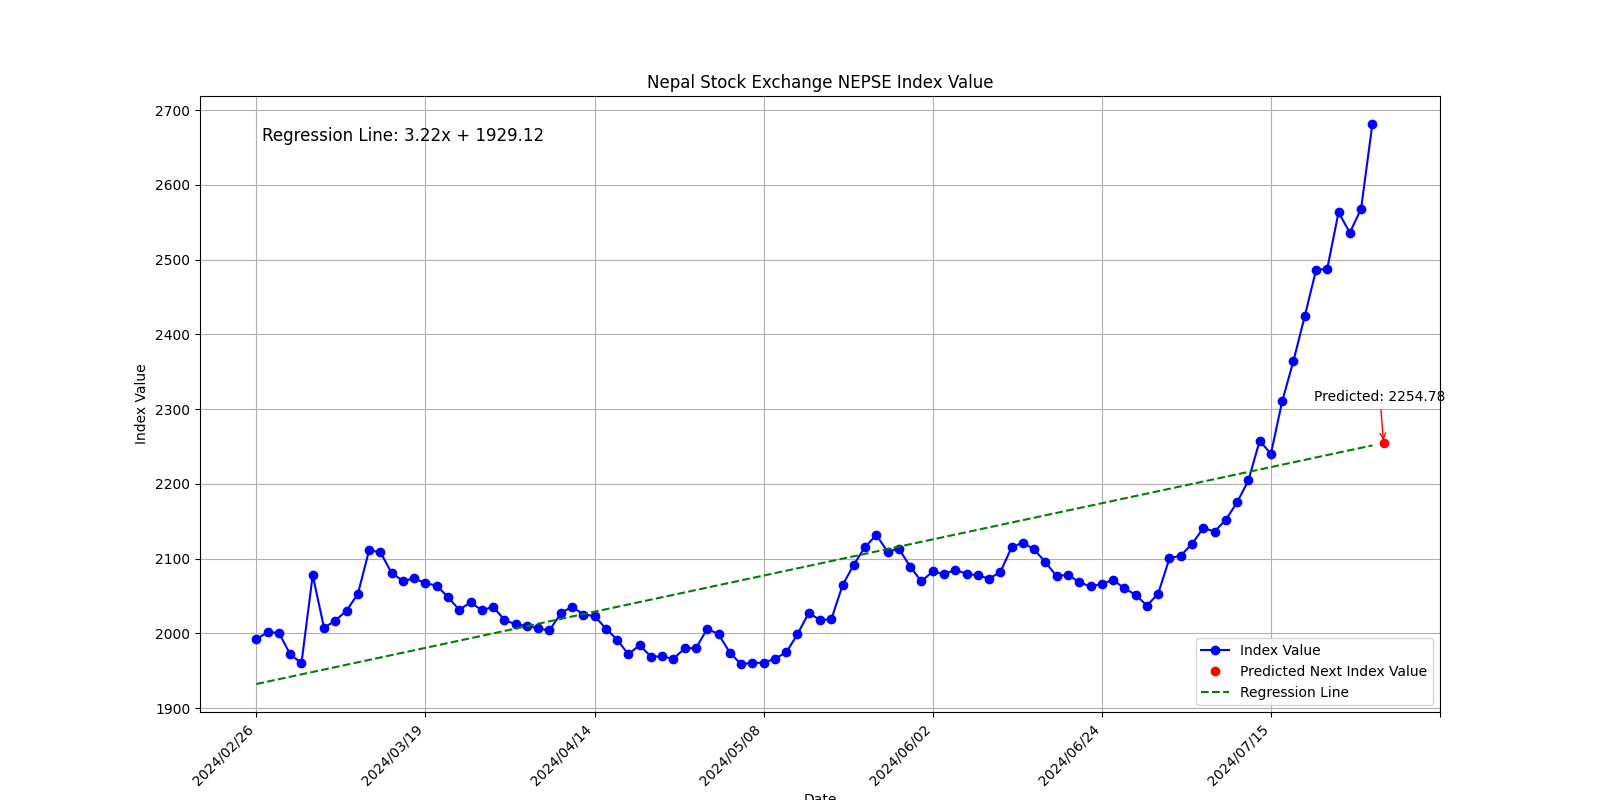 Nepal Stock Exchange NEPSE Index Value
Regression Line: 3.22x + 1929.12
2700
2600
2500
2400
2300
2200
2100
2000
1900
Index Value
Predicted: 2254.78
Index Value
Predicted Next Index Value
Regression Line
2024/02/26
2024/03/19
2024/04/14
2024/05/08
2024/06/02
2024/06/24
2024/07/15
Date